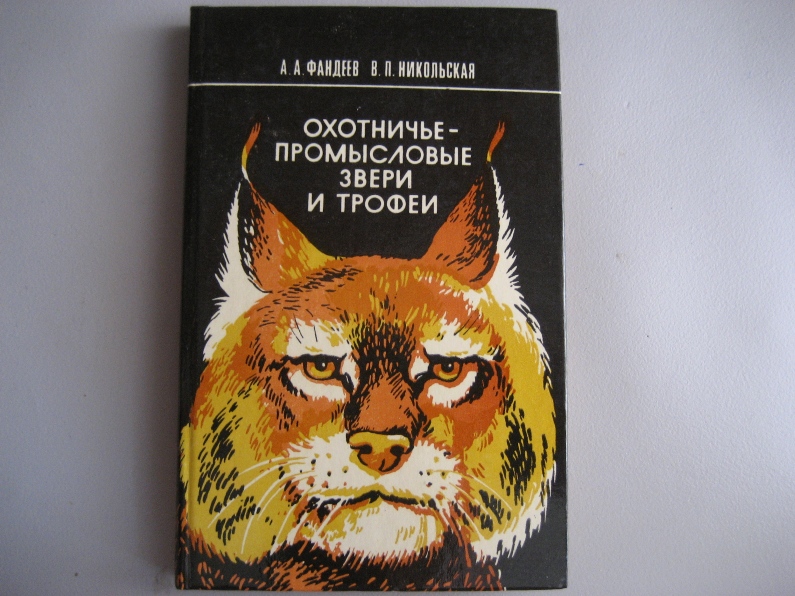 А. А. ФАНДЕЕВ В. П. НИКОЛЬСКАЯ
ОХОТНИЧЬЕ-
ПРОМЫСЛОВЫЕ
ЗВЕРИ
И ТРОФЕИ